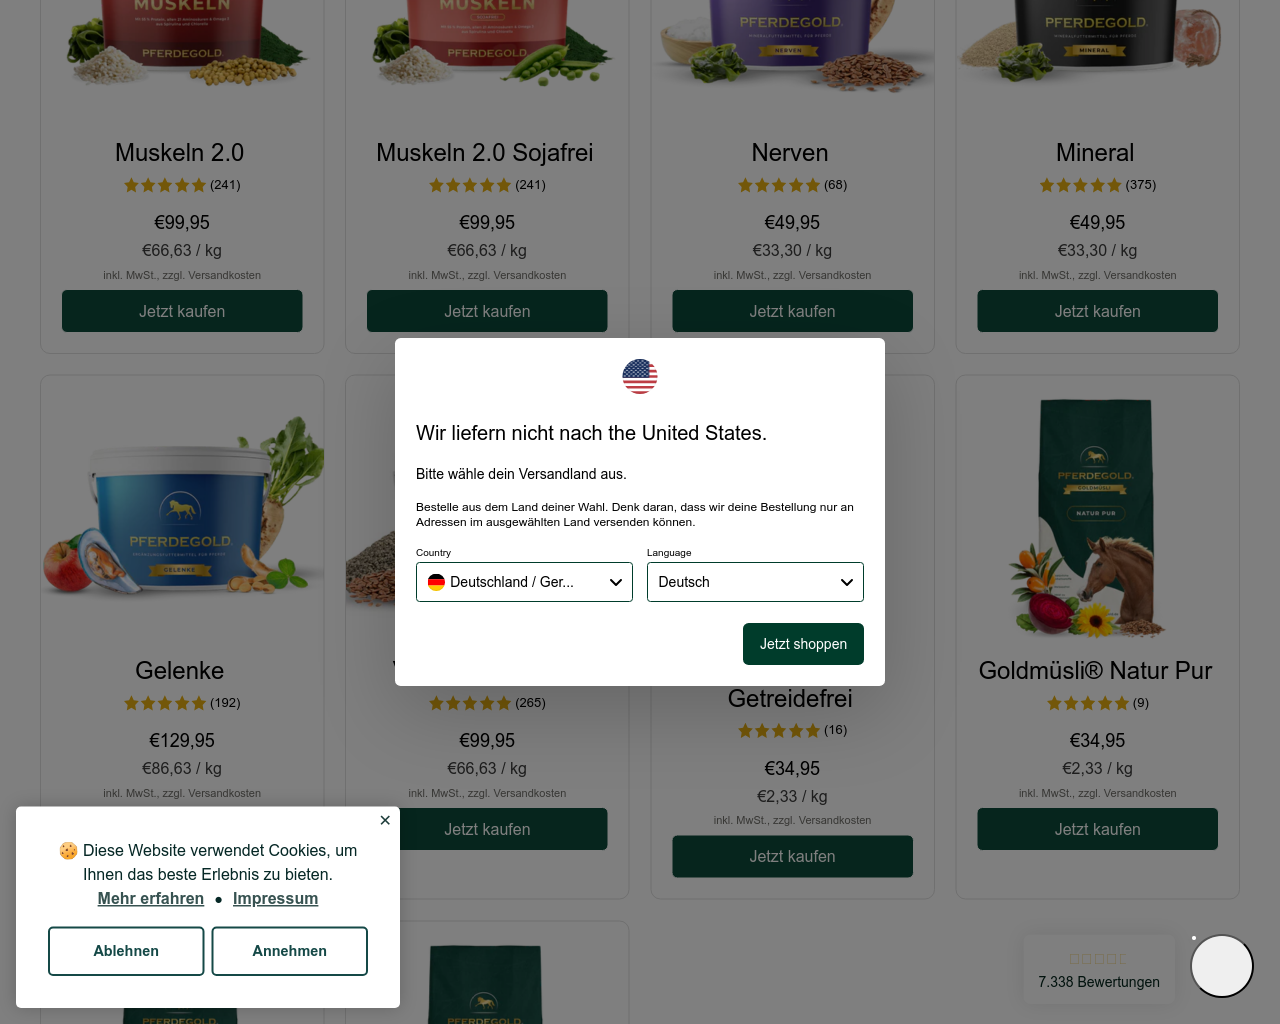 MUSKELN
PFERDEGOLD.
MUSKELN
PFERDEGOLD.
PFERDEGOLD.
NERVEN
PFERDEGOLD.
MINERAL
Muskeln 2.0
(241)
€99,95
€66,63 / kg
inkl. MwSt., zzgl. Versandkosten
Jetzt kaufen
Muskeln 2.0 Sojafrei
(241)
€99,95
€66,63 / kg
inkl. MwSt., zzgl. Versandkosten
Jetzt kaufen
Nerven
(68)
€49,95
€33,30 / kg
inkl. MwSt., zzgl. Versandkosten
Jetzt kaufen
Mineral
(375)
€49,95
€33,30 / kg
inkl. MwSt., zzgl. Versandkosten
Jetzt kaufen
Wir liefern nicht nach the United States.
Bitte wähle dein Versandland aus.
Bestelle aus dem Land deiner Wahl. Denk daran, dass wir deine Bestellung nur an
Adressen im ausgewählten Land versenden können.
Country
Deutschland / Ger...
Language
Deutsch
Jetzt shoppen
PFERDEGOLD
GELENKE
Gelenke
(192)
€129,95
€86,63 / kg
inkl. MwSt., zzgl. Versandkosten
(265)
€99,95
€66,63 / kg
inkl. MwSt., zzgl. Versandkosten
Jetzt kaufen
Getreidefrei
(16)
€34,95
€2,33 / kg
inkl. MwSt., zzgl. Versandkosten
Jetzt kaufen
PFERDEGOLD.
GOLDMÜSLI
NATUR PUR
Goldmüsli® Natur Pur
(9)
€34,95
€2,33 / kg
inkl. MwSt., zzgl. Versandkosten
Jetzt kaufen
🍪 Diese Website verwendet Cookies, um
Ihnen das beste Erlebnis zu bieten.
Mehr erfahren ● Impressum
Ablehnen
Annehmen
7.338 Bewertungen